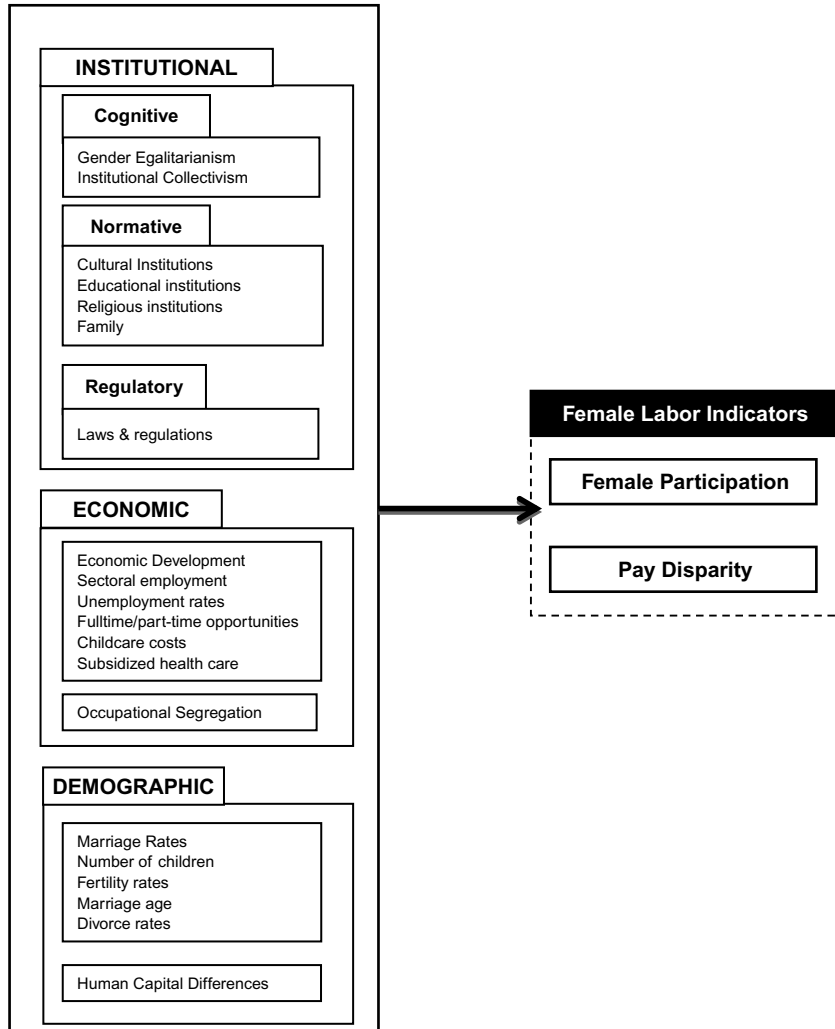 INSTITUTIONAL
Cognitive
Gender Egalitarianism
Institutional Collectivism
Normative
Cultural Institutions
Educational institutions
Religious institutions
Family
Regulatory
Laws & regulations
ECONOMIC
Economic Development
Sectoral employment
Unemployment rates
Fulltime/part-time opportunities
Childcare costs
Subsidized health care
Occupational Segregation
DEMOGRAPHIC
Marriage Rates
Number of children
Fertility rates
Marriage age
Divorce rates
Human Capital Differences
Female Labor Indicators
Female Participation
Pay Disparity